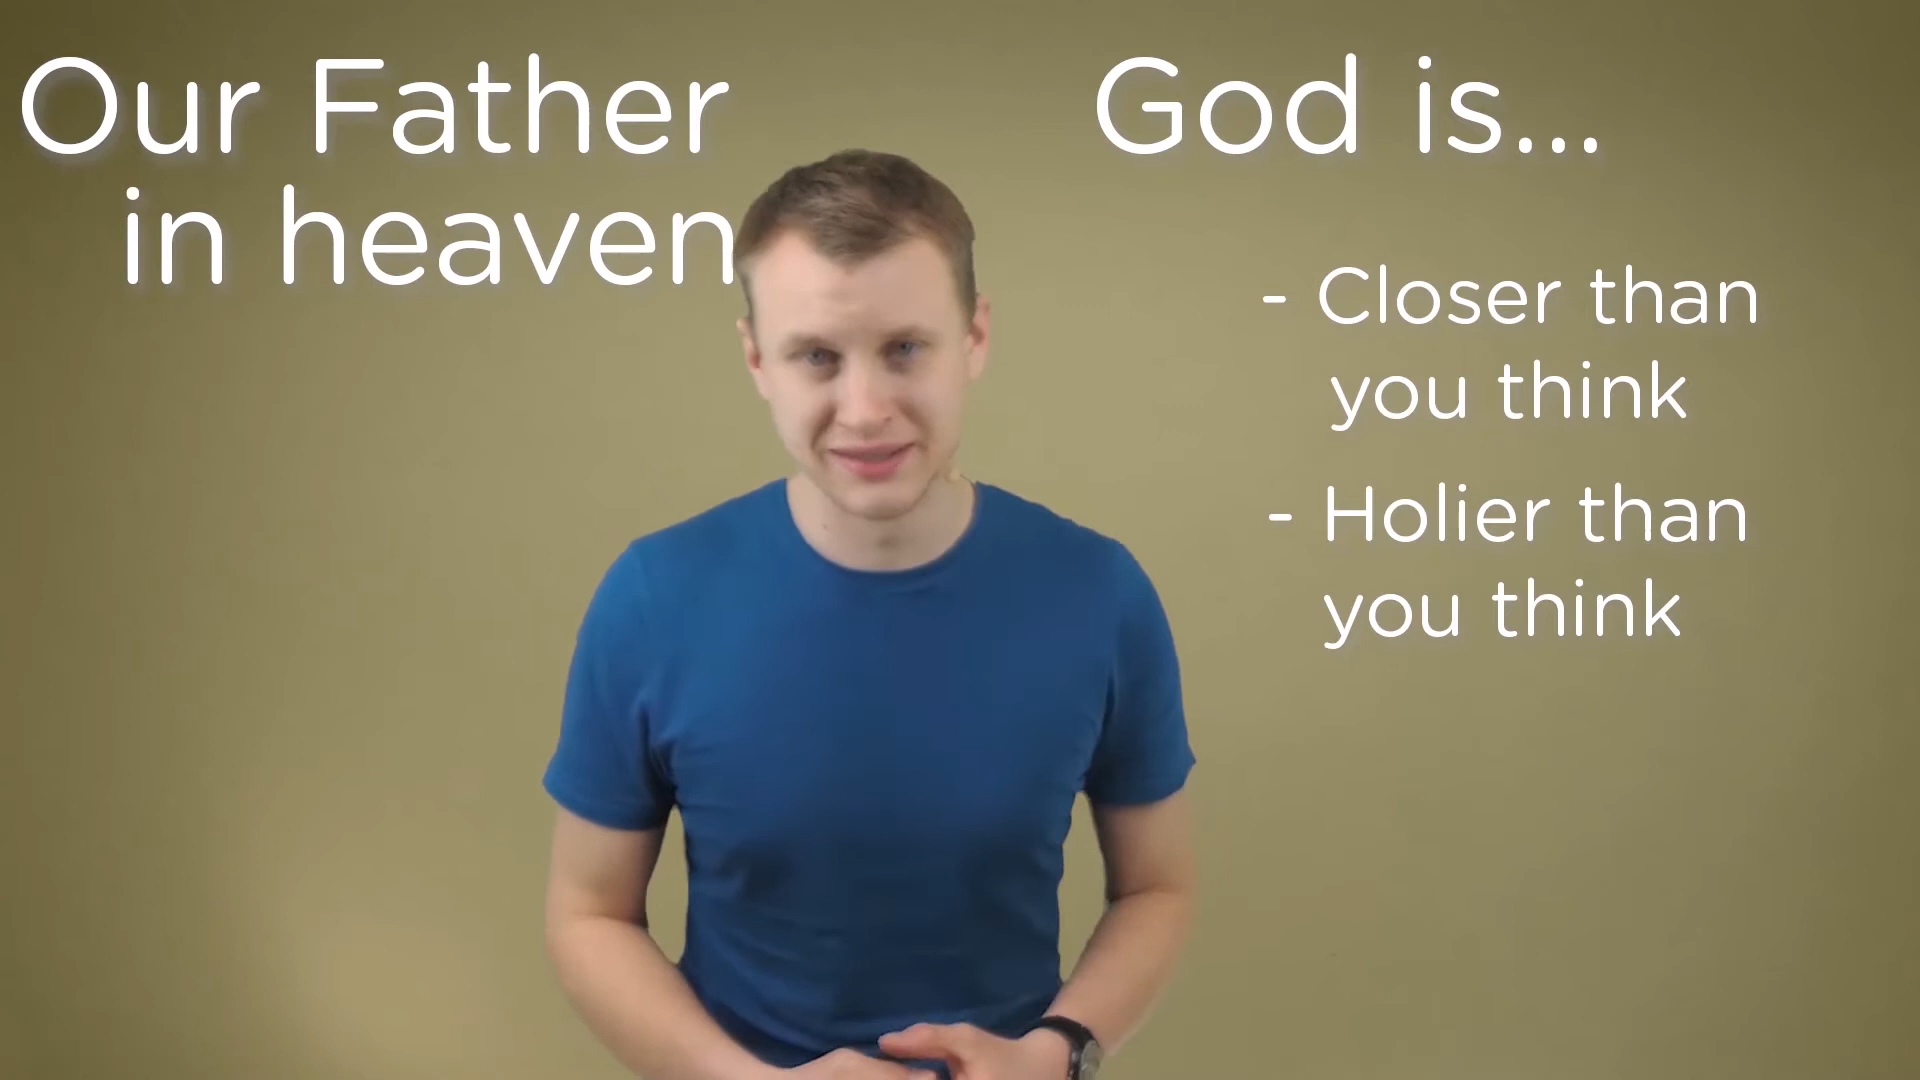 Our Father
in heaven
God is...
- Closer than
you think
- Holier than
you think